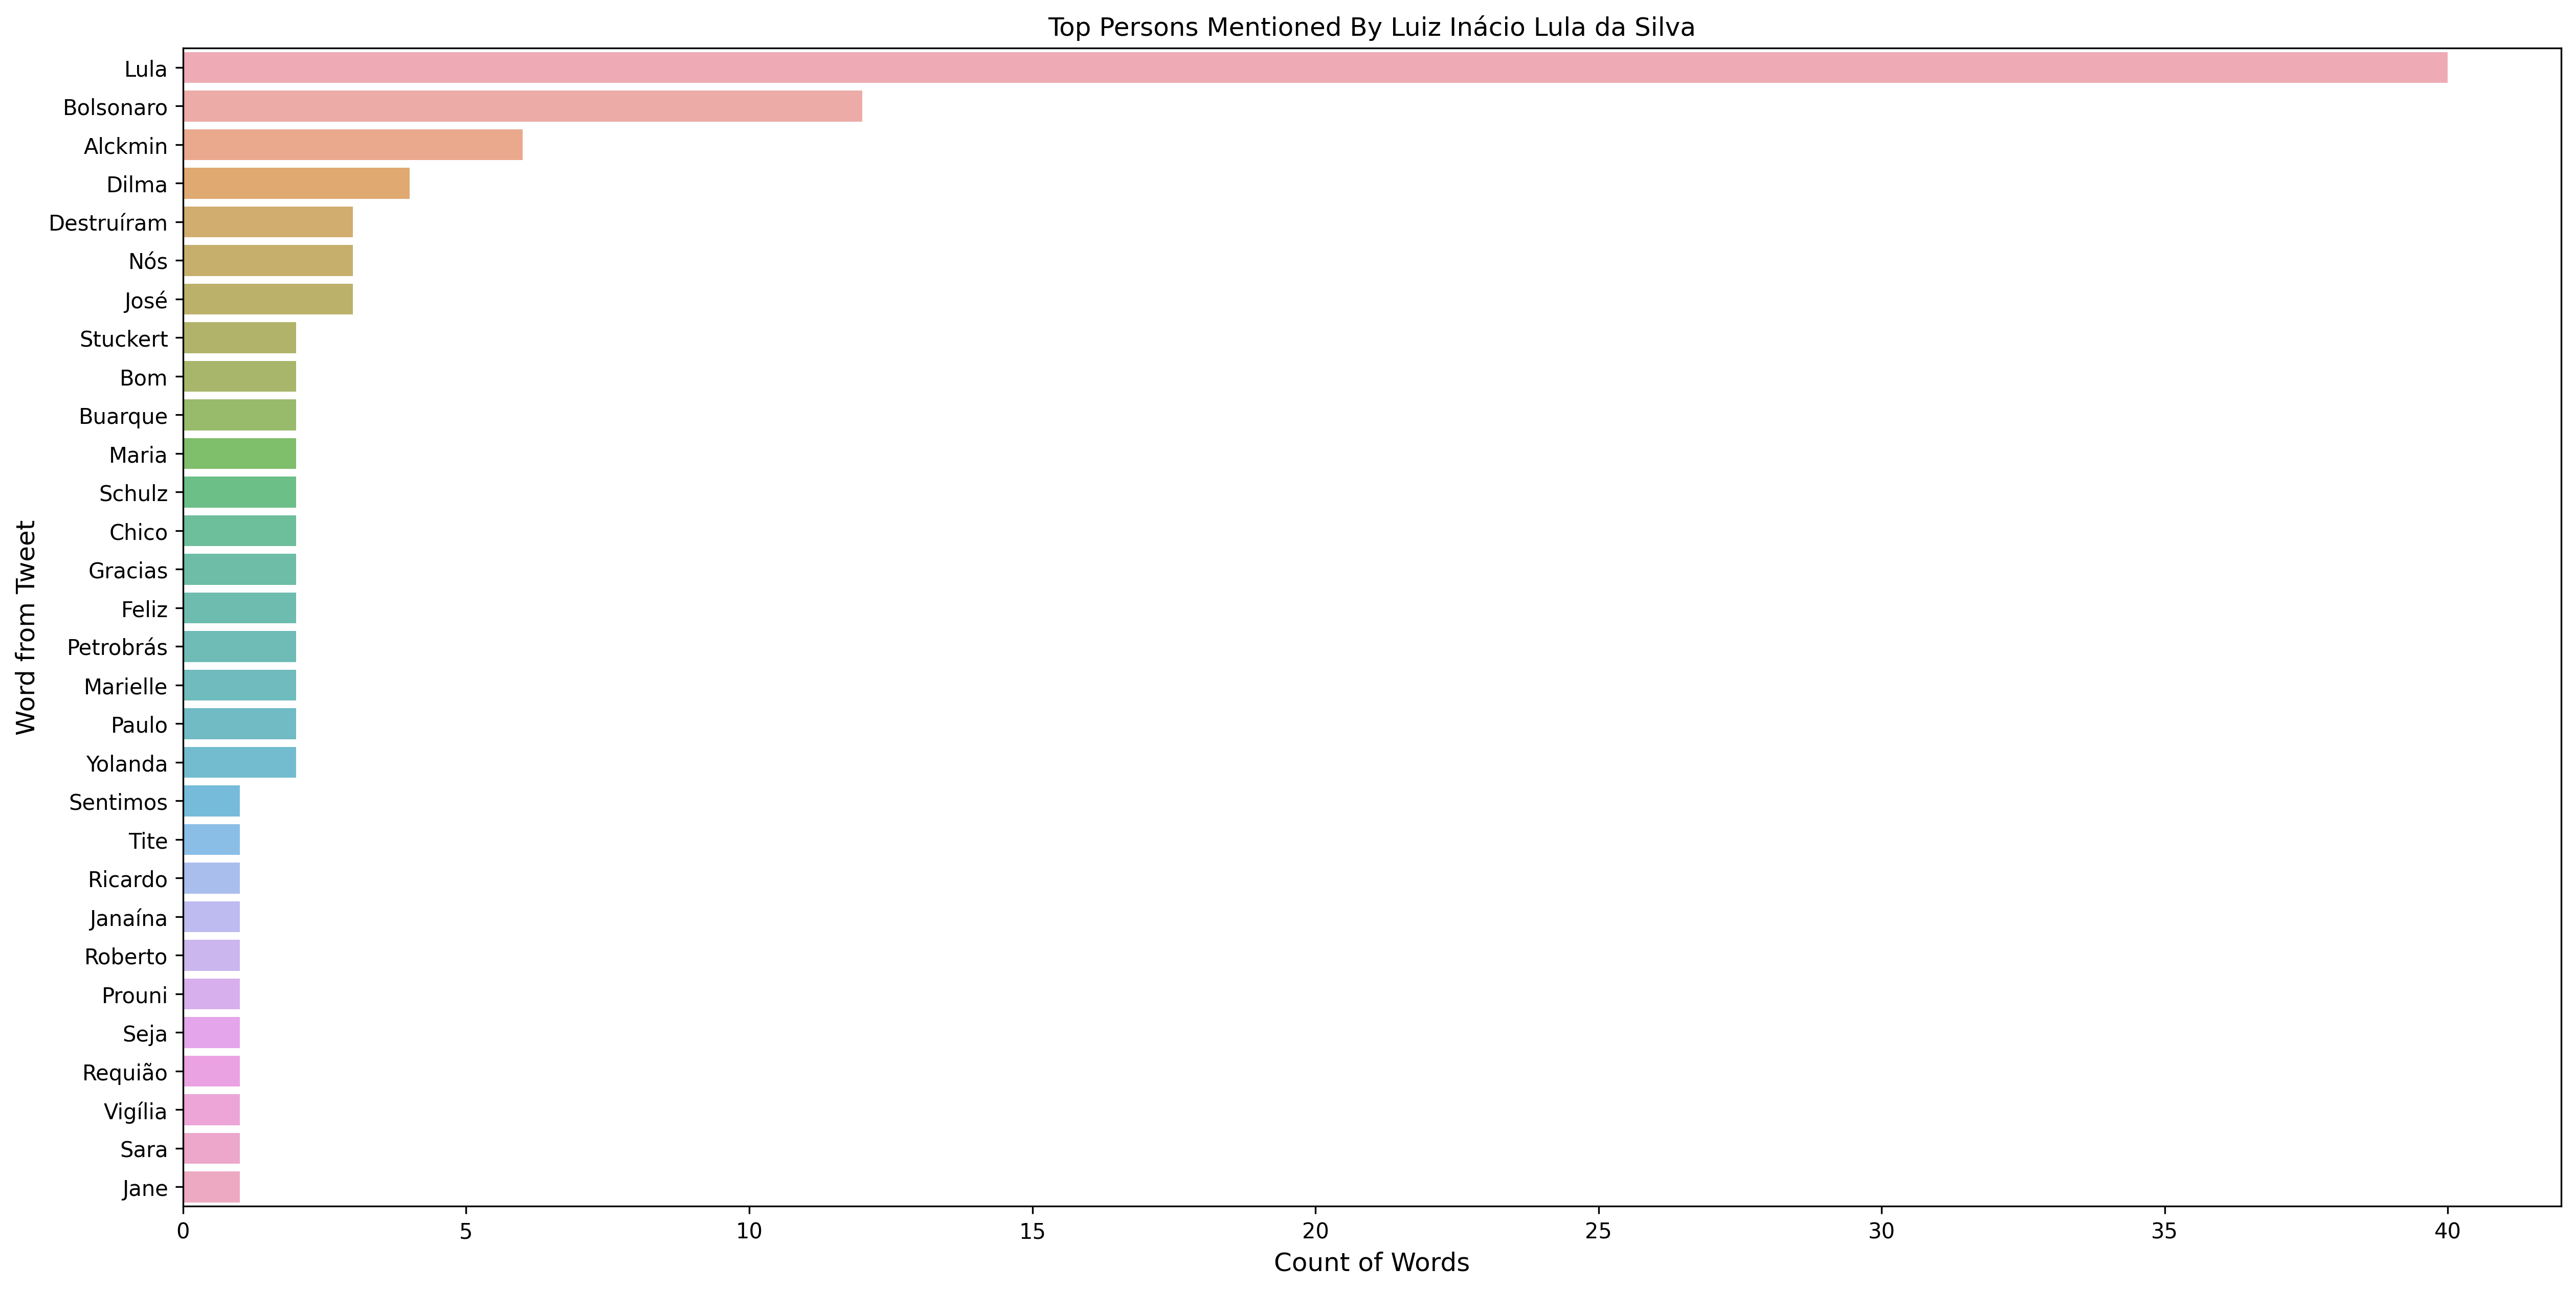 Top Persons Mentioned By Luiz Inácio Lula da Silva
Lula
Bolsonaro
Alckmin
Dilma
Destruíram
Nós
José
Stuckert
Bom
Buarque
Maria
Schulz
Chico
Gracias
Feliz
Petrobrás
Marielle
Paulo
Yolanda
Sentimos
Tite
Ricardo
Janaína
Roberto
Prouni
Seja
Requião
Vigília
Sara
Jane
Word from Tweet
0 5 10 15 20 25 30 35 40
Count of Words